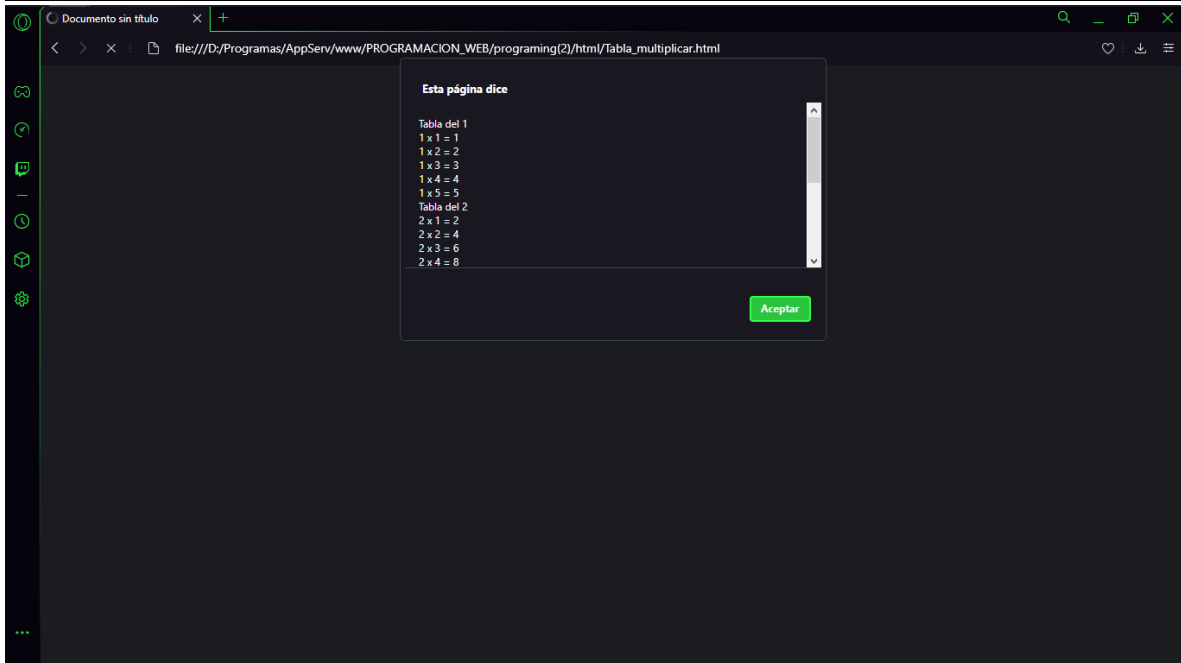 Documento sin título
file:///D:/Programas/AppServ/www/PROGRAMACION_WEB/programing(2)/html/Tabla_multiplicar.html
Esta página dice
Tabla del 1
1 x 1 = 1
1 x 2 = 2
1 x 3 = 3
1 x 4 = 4
1 x 5 = 5
Tabla del 2
2 x 1 = 2
2 x 2 = 4
2 x 3 = 6
2 x 4 = 8
Aceptar